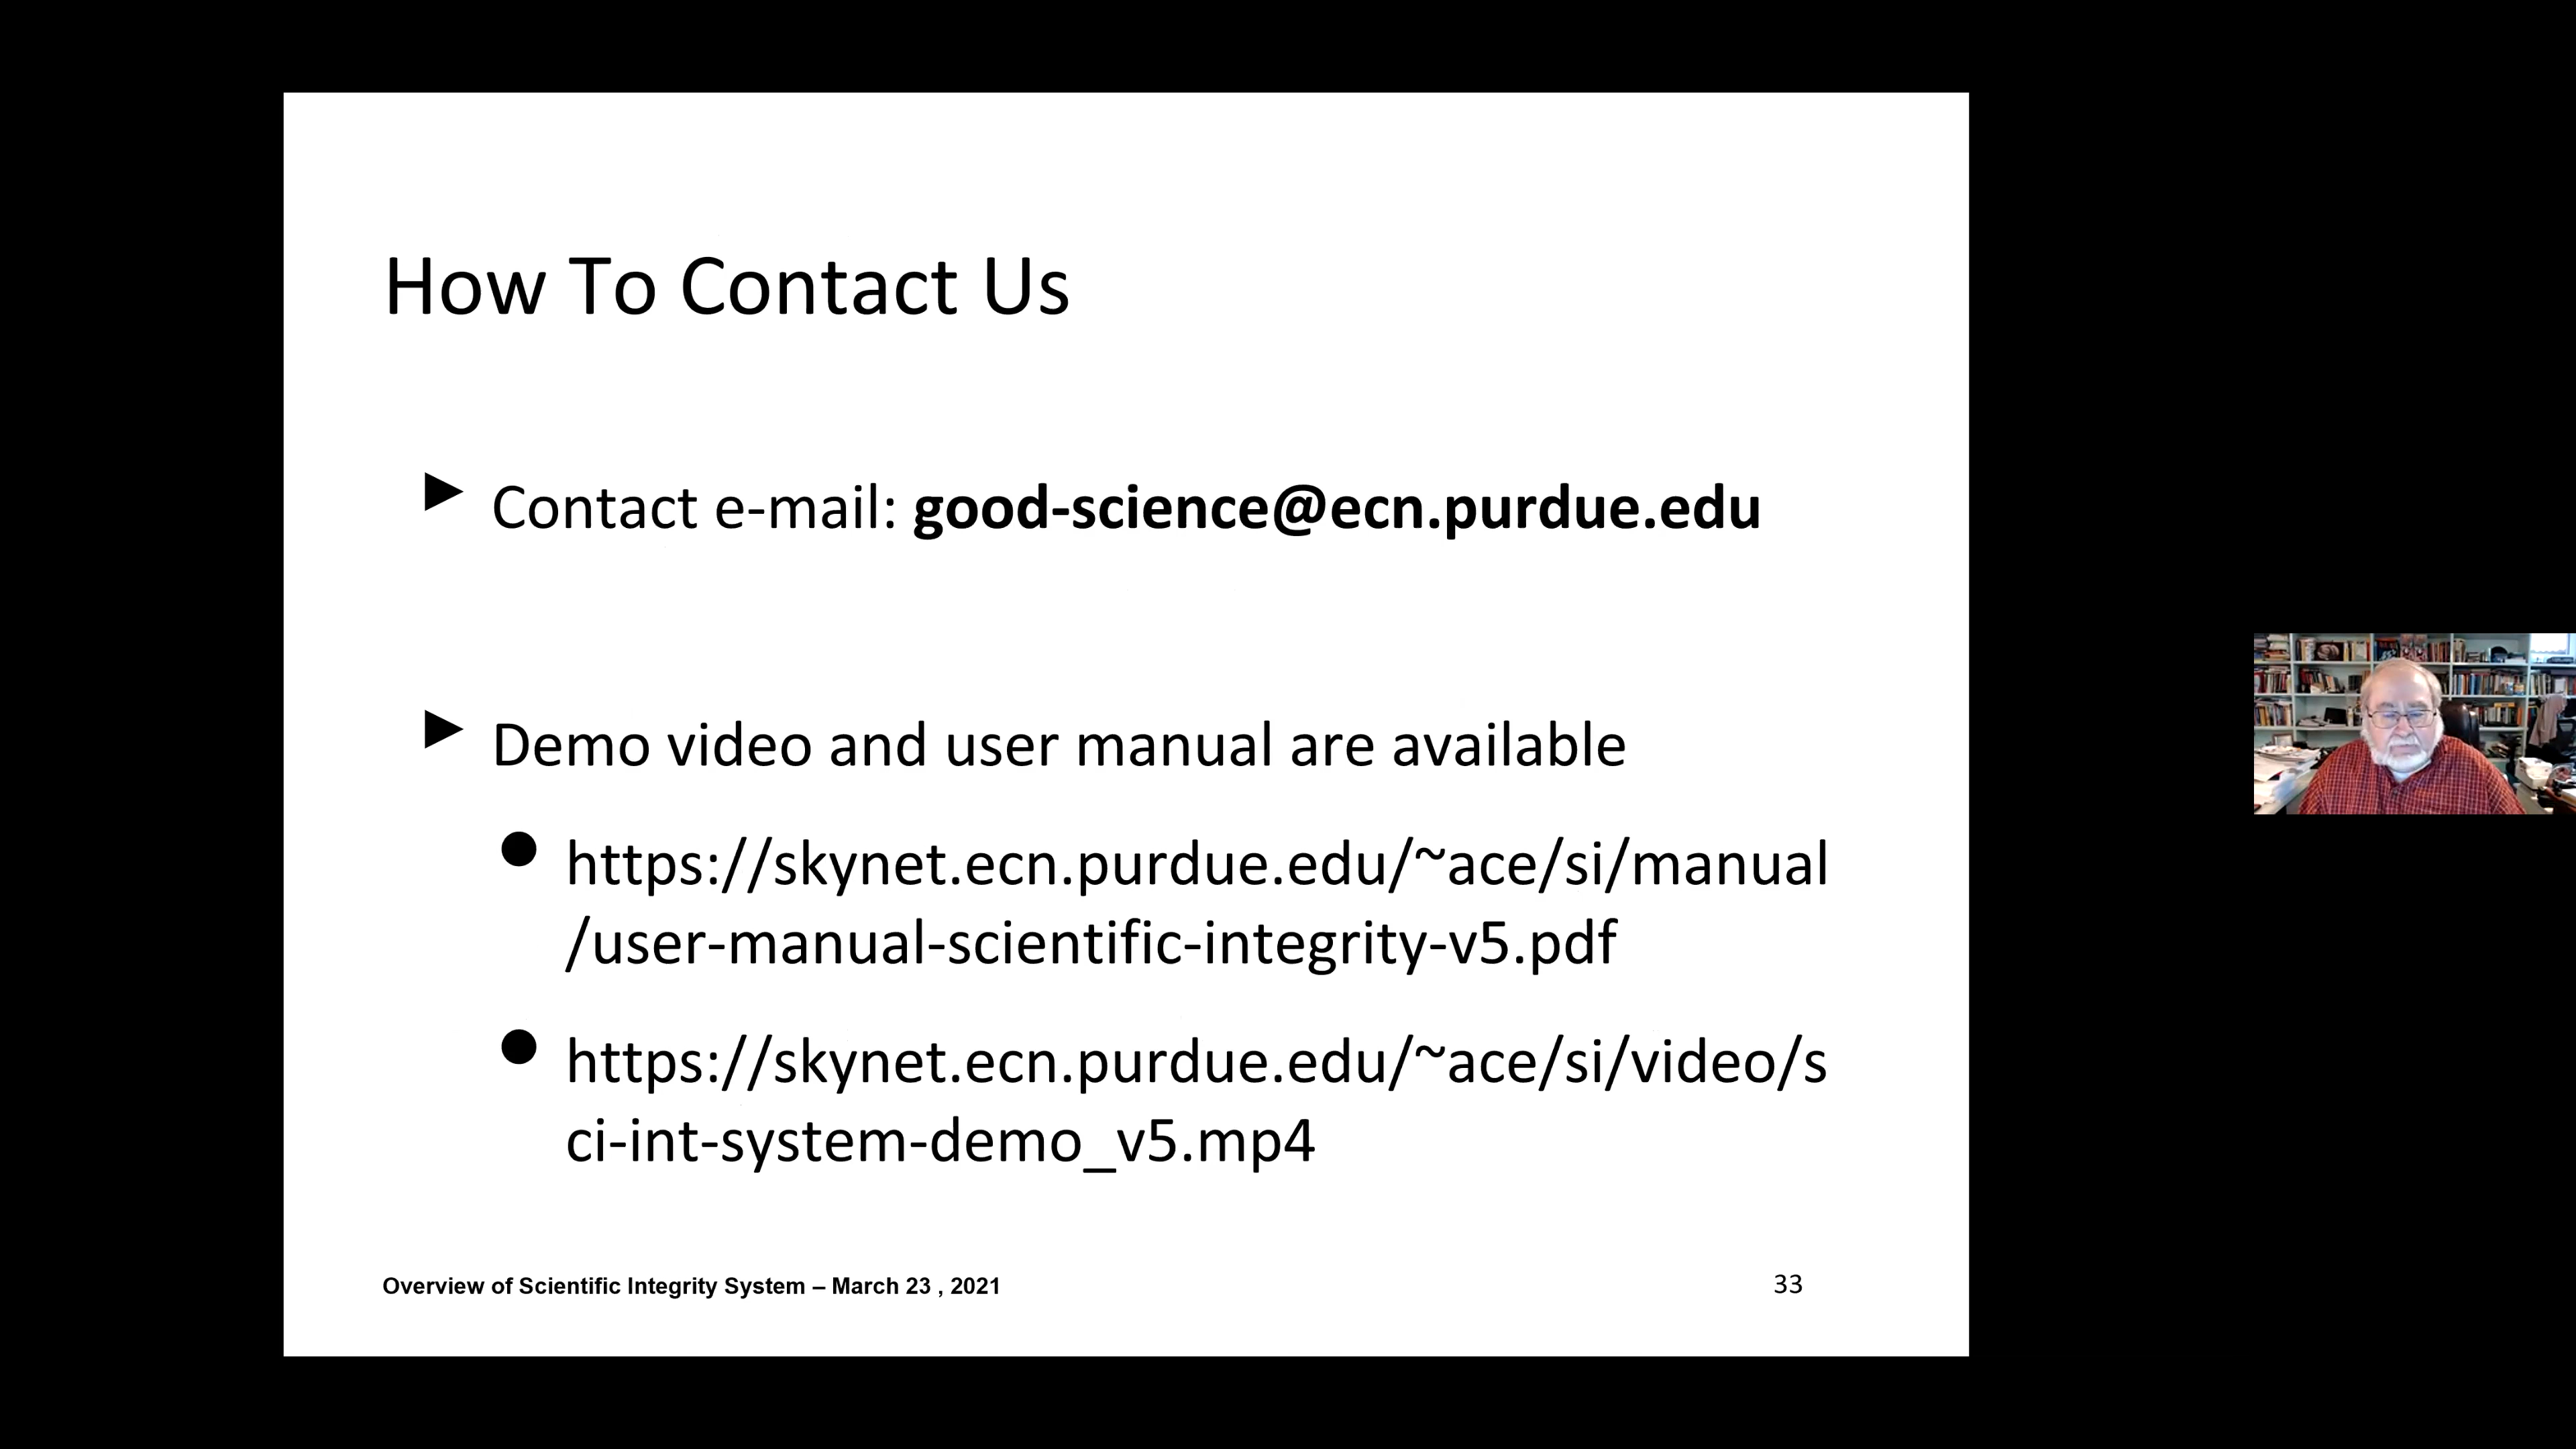 How To Contact Us
Contact e-mail: good-science@ecn.purdue.edu
Demo video and user manual are available
https://skynet.ecn.purdue.edu/~ace/si/manual
/user-manual-scientific-integrity-v5.pdf
https://skynet.ecn.purdue.edu/~ace/si/video/s
ci-int-system-demo_v5.mp4
Overview of Scientific Integrity System – March 23 , 2021
33